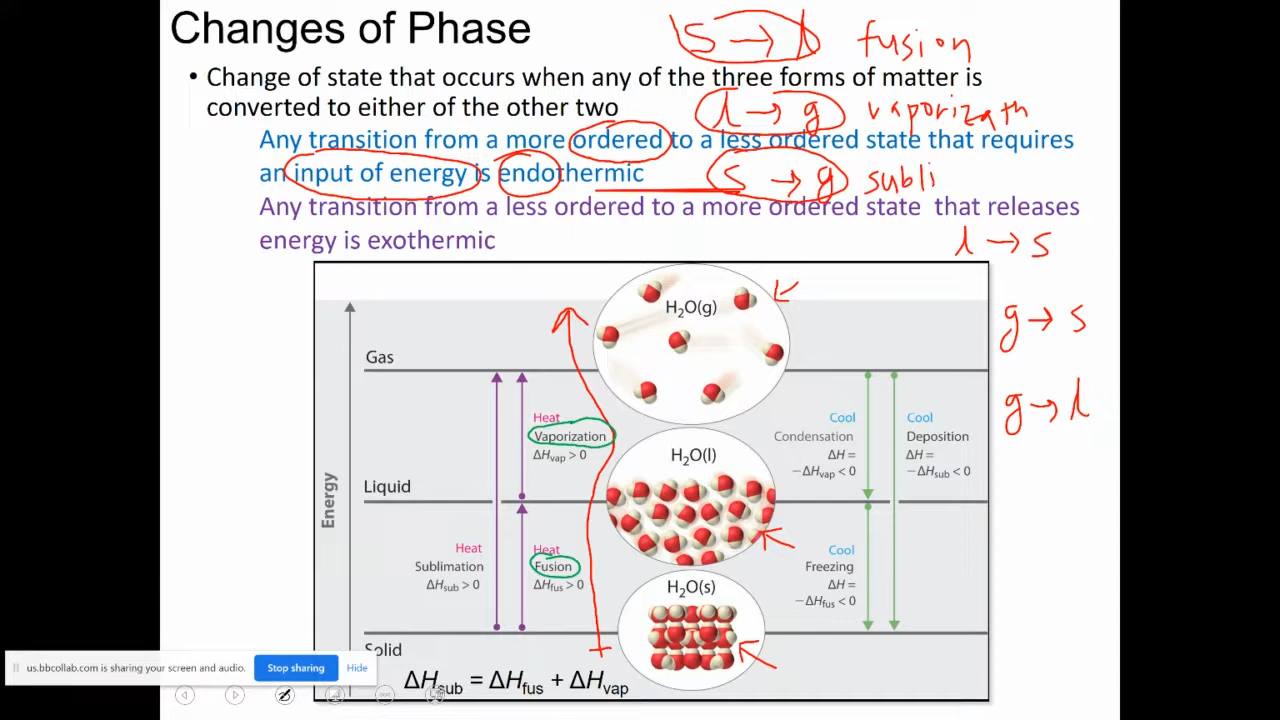 Changes of Phase
s → l fusion
• Change of state that occurs when any of the three forms of matter is
converted to either of the other two
l → g vaporizath
Any transition from a more ordered to a less ordered state that requires
an input of energy is endothermic
s → g subli
Any transition from a less ordered to a more ordered state that releases
energy is exothermic
l → s
g → s
g → l
H₂O(g)
Gas
Heat
Vaporization
ΔHvap > 0
Cool
Condensation
ΔH =
−ΔHvap < 0
Cool
Deposition
ΔH =
−ΔHsub < 0
H₂O(l)
Liquid
Energy
Heat
Sublimation
ΔHsub > 0
Heat
Fusion
ΔHfus > 0
Cool
Freezing
ΔH =
−ΔHfus < 0
H₂O(s)
Solid
us.bbcollab.com is sharing your screen and audio.
Stop sharing
Hide
ΔHsub = ΔHfus + ΔHvap